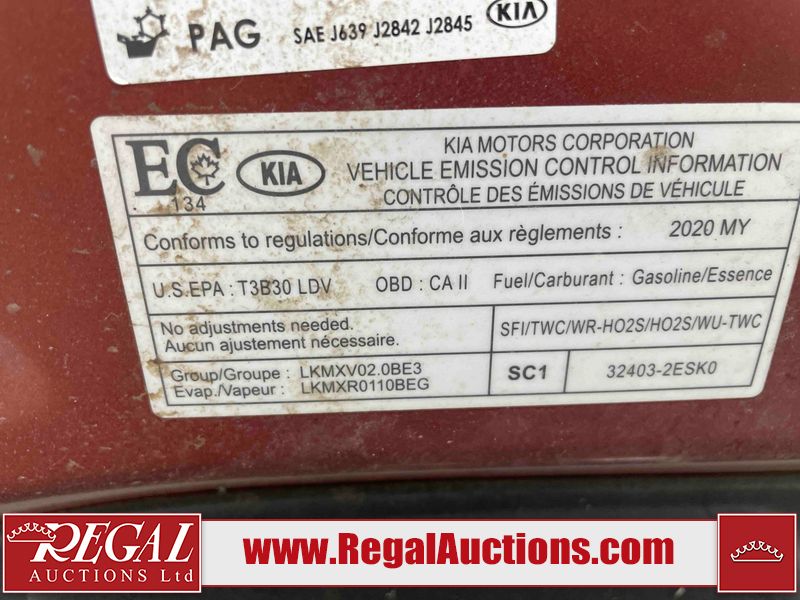 PAG SAE J639 J2842 J2845 KIA
EC 134 KIA
KIA MOTORS CORPORATION
VEHICLE EMISSION CONTROL INFORMATION
CONTRÔLE DES ÉMISSIONS DE VÉHICULE
Conforms to regulations/Conforme aux règlements : 2020 MY
U.S.EPA : T3B30 LDV OBD : CA II Fuel/Carburant : Gasoline/Essence
No adjustments needed.
Aucun ajustement nécessaire.
SFI/TWC/WR-HO2S/HO2S/WU-TWC
Group/Groupe : LKMXV02.0BE3
Evap./Vapeur : LKMXR0110BEG
SC1 32403-2ESK0
REGAL
AUCTIONS Ltd
www.RegalAuctions.com